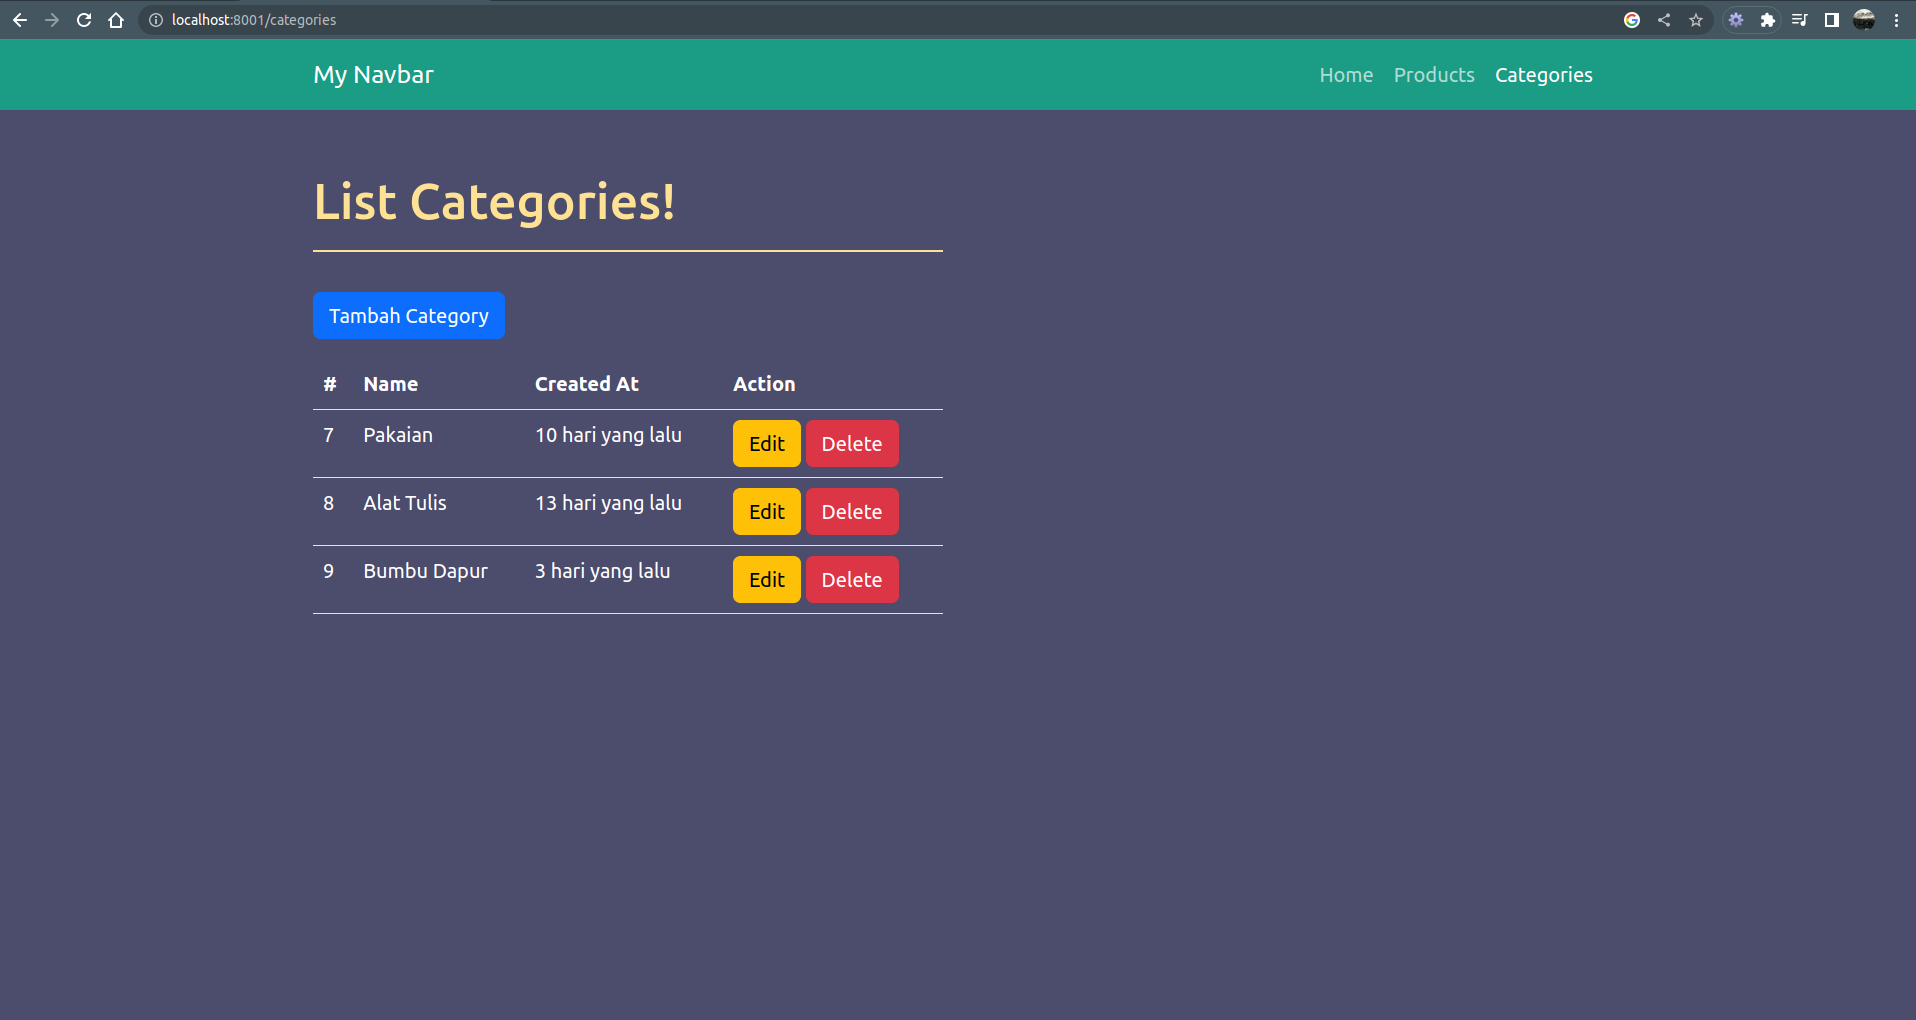 localhost:8001/categories
My Navbar Home Products Categories
List Categories!
Tambah Category
# Name Created At Action
7 Pakaian 10 hari yang lalu Edit Delete
8 Alat Tulis 13 hari yang lalu Edit Delete
9 Bumbu Dapur 3 hari yang lalu Edit Delete